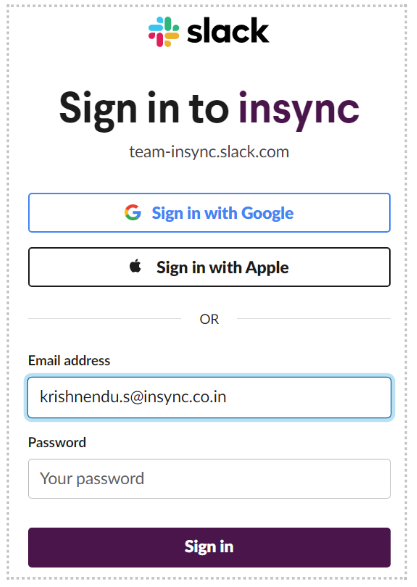 slack
Sign in to insync
team-insync.slack.com
Sign in with Google
Sign in with Apple
OR
Email address
krishnendu.s@insync.co.in
Password
Your password
Sign in